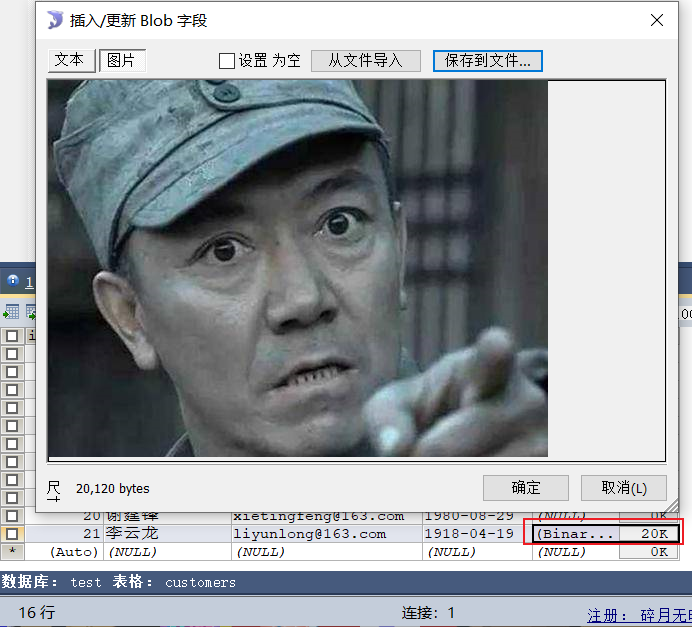 插入/更新 Blob 字段
文本 图片 设置 为空 从文件导入 保存到文件...
尺 20,120 bytes 确定 取消(L)
1
i
20 谢建锋 xietingfeng@163.com 1980-08-29 (NULL) 0K
21 李云龙 liyunlong@163.com 1918-04-19 (Binar... 20K
* (Auto) (NULL) (NULL) (NULL) (NULL) 0K
数据库: test 表格: customers
16 行 连接: 1 注册: 碎月无